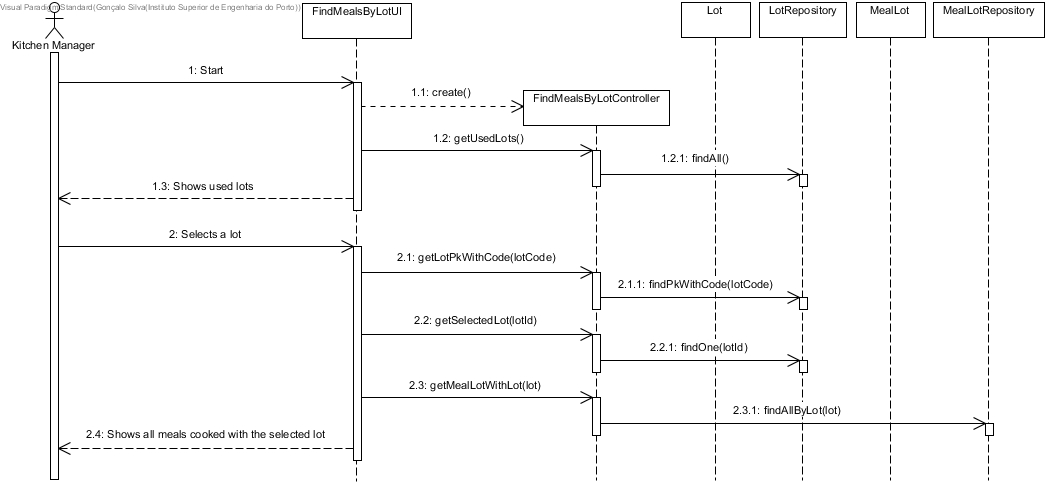 Visual Paradigm Standard(Gonçalo Silva(Instituto Superior de Engenharia do Porto))
FindMealsByLotUI
Lot
LotRepository
MealLot
MealLotRepository
Kitchen Manager
1: Start
1.1: create()
FindMealsByLotController
1.2: getUsedLots()
1.2.1: findAll()
1.3: Shows used lots
2: Selects a lot
2.1: getLotPkWithCode(lotCode)
2.1.1: findPkWithCode(lotCode)
2.2: getSelectedLot(lotId)
2.2.1: findOne(lotId)
2.3: getMealLotWithLot(lot)
2.3.1: findAllByLot(lot)
2.4: Shows all meals cooked with the selected lot